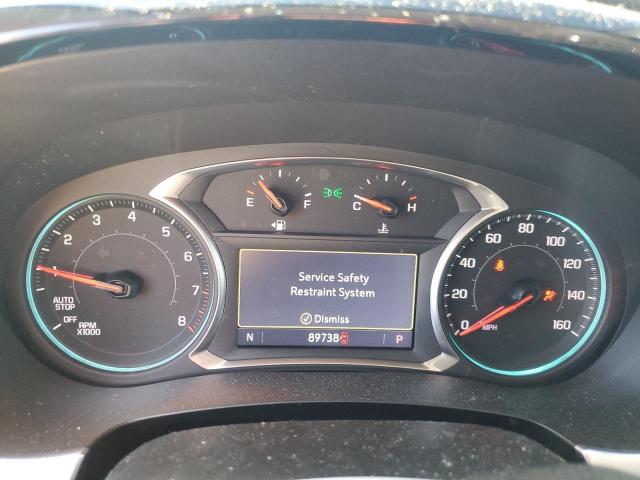 E F C H
1 2 3 4 5 6 7 8
AUTO
STOP
OFF
RPM
X1000
Service Safety
Restraint System
Dismiss
N 89738 P
0 20 40 60 80 100 120 140 160
MPH